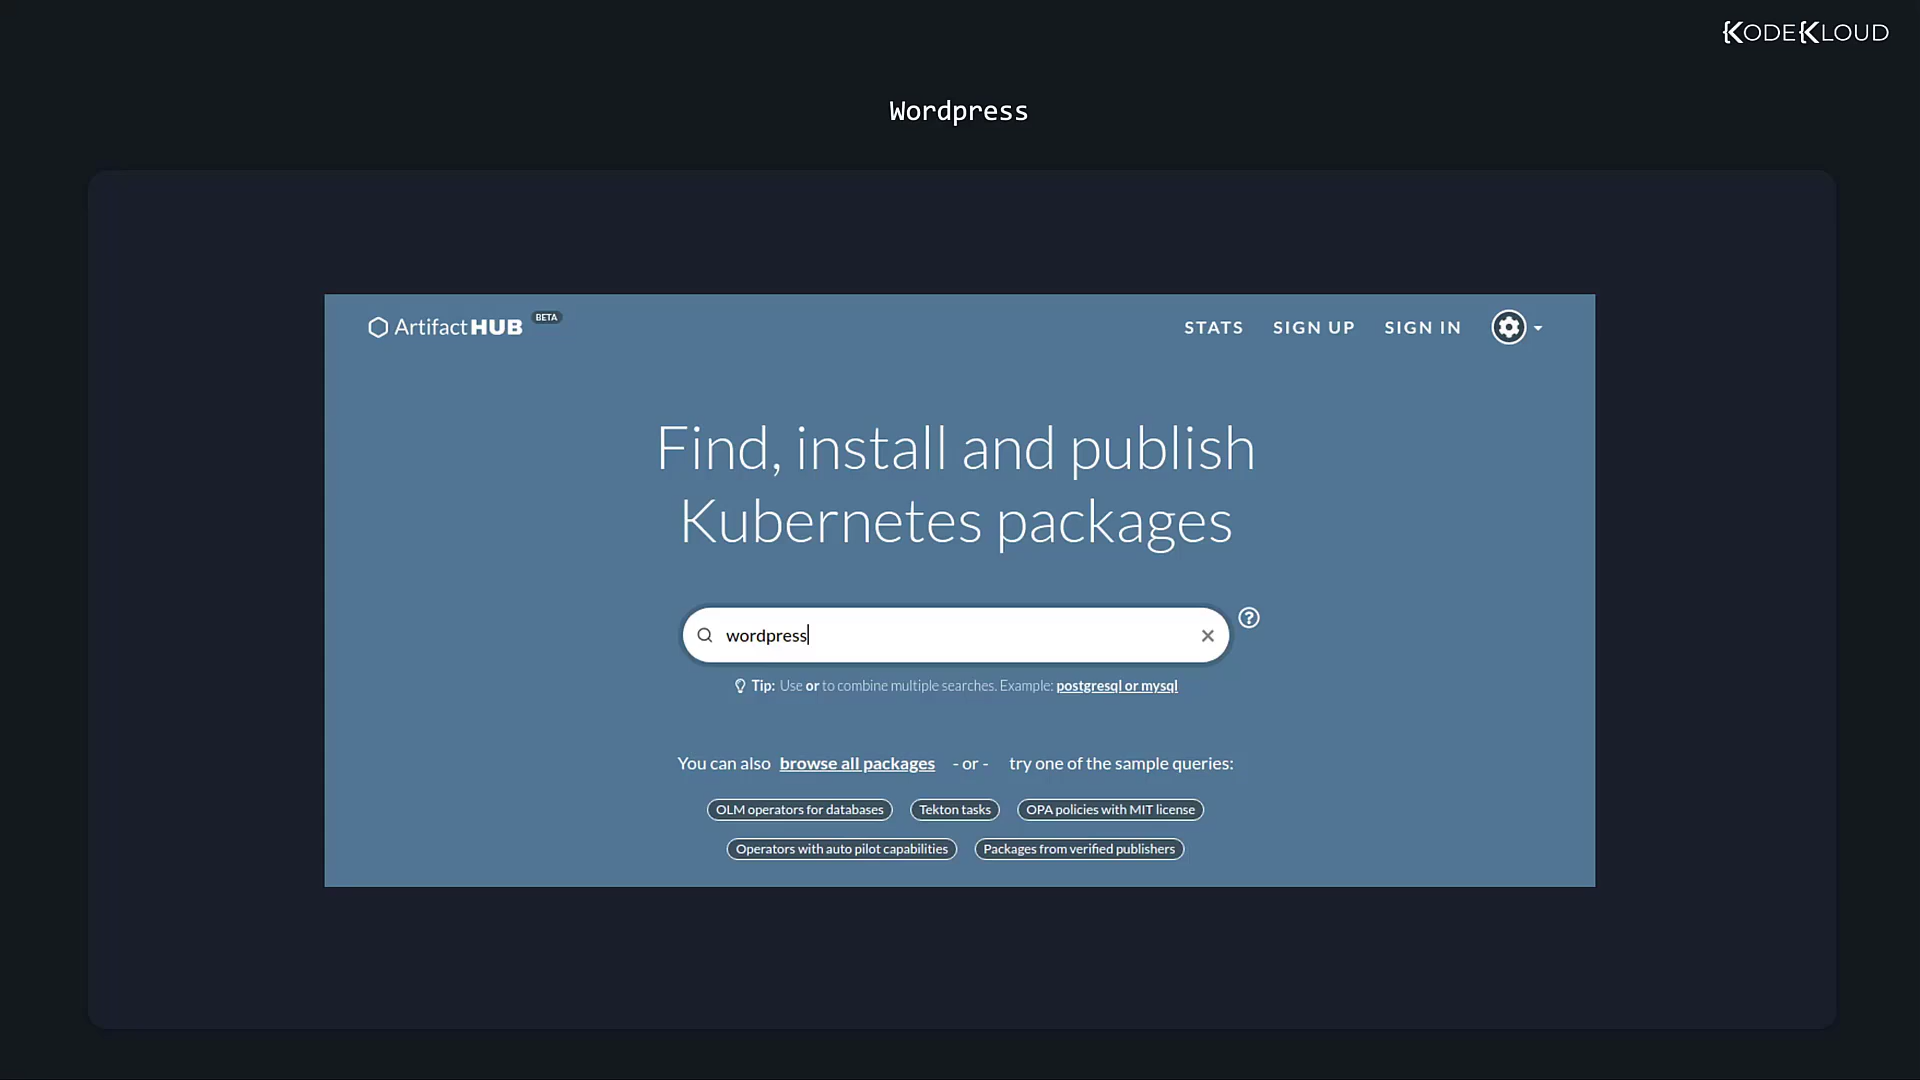 KODEKLOUD
Wordpress
ArtifactHUB BETA
STATS SIGN UP SIGN IN
Find, install and publish
Kubernetes packages
wordpress
Tip: Use or to combine multiple searches. Example: postgresql or mysql
You can also browse all packages - or - try one of the sample queries:
OLM operators for databases Tekton tasks OPA policies with MIT license
Operators with auto pilot capabilities Packages from verified publishers